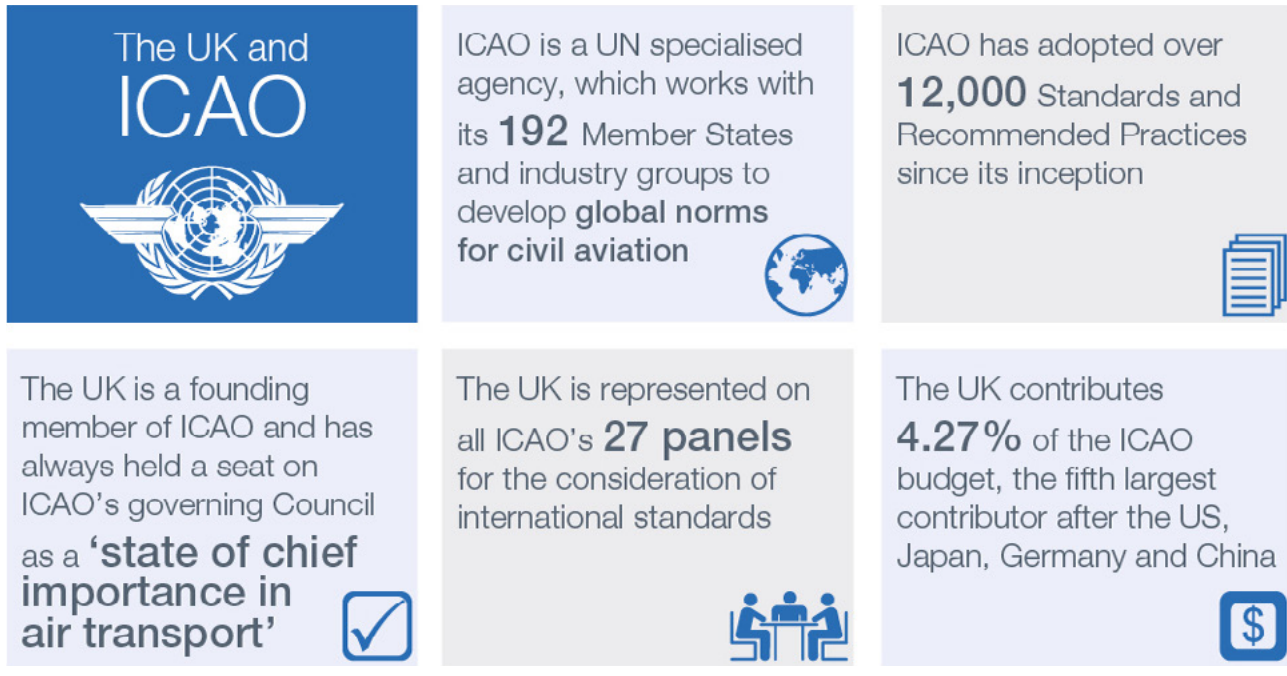 The UK and
ICAO
ICAO is a UN specialised
agency, which works with
its 192 Member States
and industry groups to
develop global norms
for civil aviation
ICAO has adopted over
12,000 Standards and
Recommended Practices
since its inception
The UK is a founding
member of ICAO and has
always held a seat on
ICAO's governing Council
as a ‘state of chief
importance in
air transport’
The UK is represented on
all ICAO's 27 panels
for the consideration of
international standards
The UK contributes
4.27% of the ICAO
budget, the fifth largest
contributor after the US,
Japan, Germany and China
$